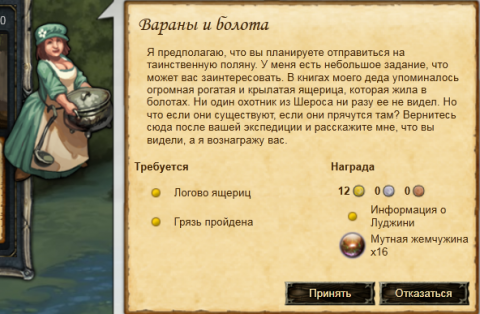 0
Вараны и болота
Я предполагаю, что вы планируете отправиться на
таинственную поляну. У меня есть небольшое задание, что
может вас заинтересовать. В книгах моего деда упоминалось
огромная рогатая и крылатая ящерица, которая жила в
болотах. Ни один охотник из Шероса ни разу ее не видел. Но
что если они существуют, если они прячутся там? Вернитесь
сюда после вашей экспедиции и расскажите мне, что вы
видели, а я вознагражу вас.
Требуется
Логово ящериц
Грязь пройдена
Награда
12 0 0
Информация о
Луджини
Мутная жемчужина
x16
Принять Отказаться